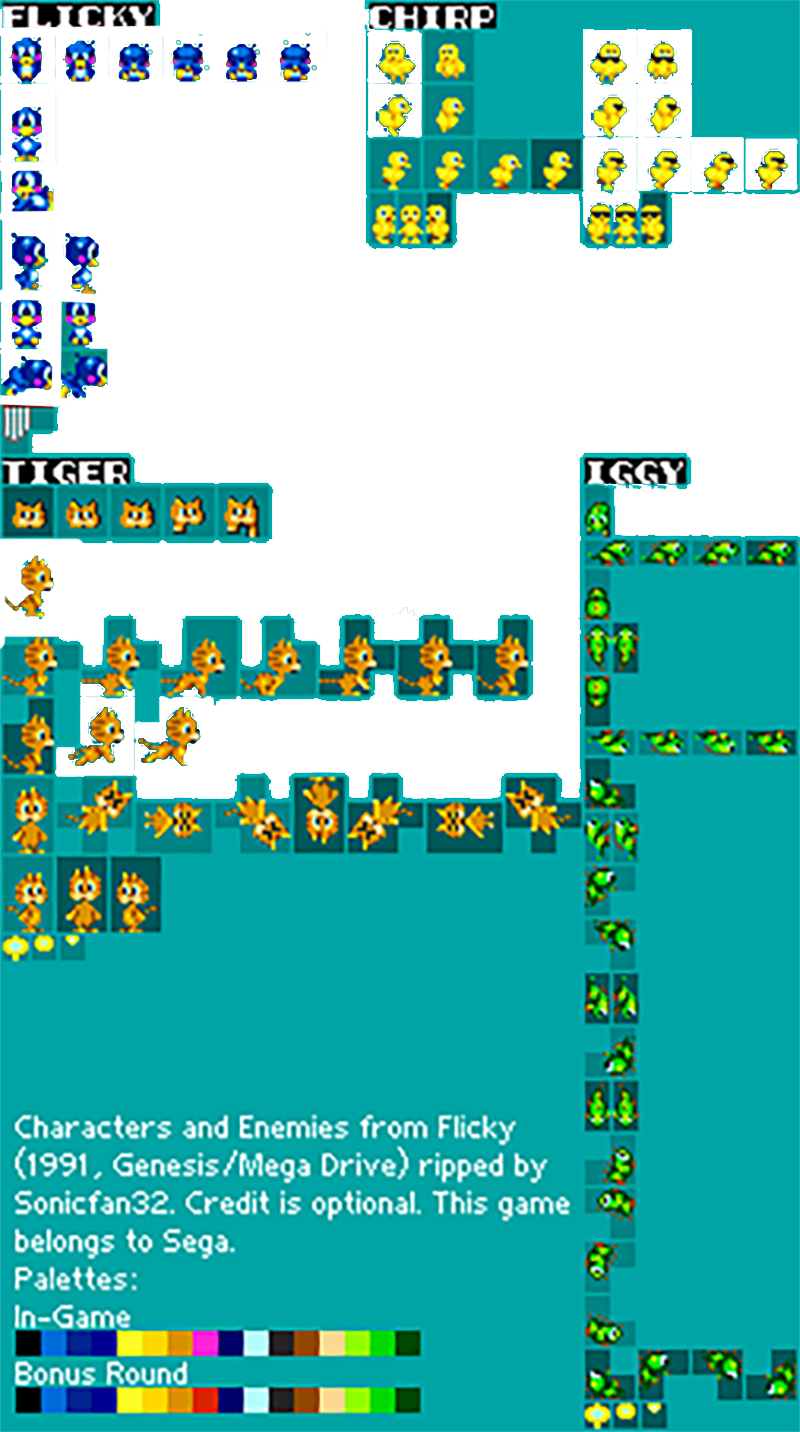 FLICKY
CHIRP
TIGER
IGGY
Characters and Enemies from Flicky
(1991, Genesis/Mega Drive) ripped by
Sonicfan32. Credit is optional. This game
belongs to Sega.
Palettes:
In-Game
Bonus Round